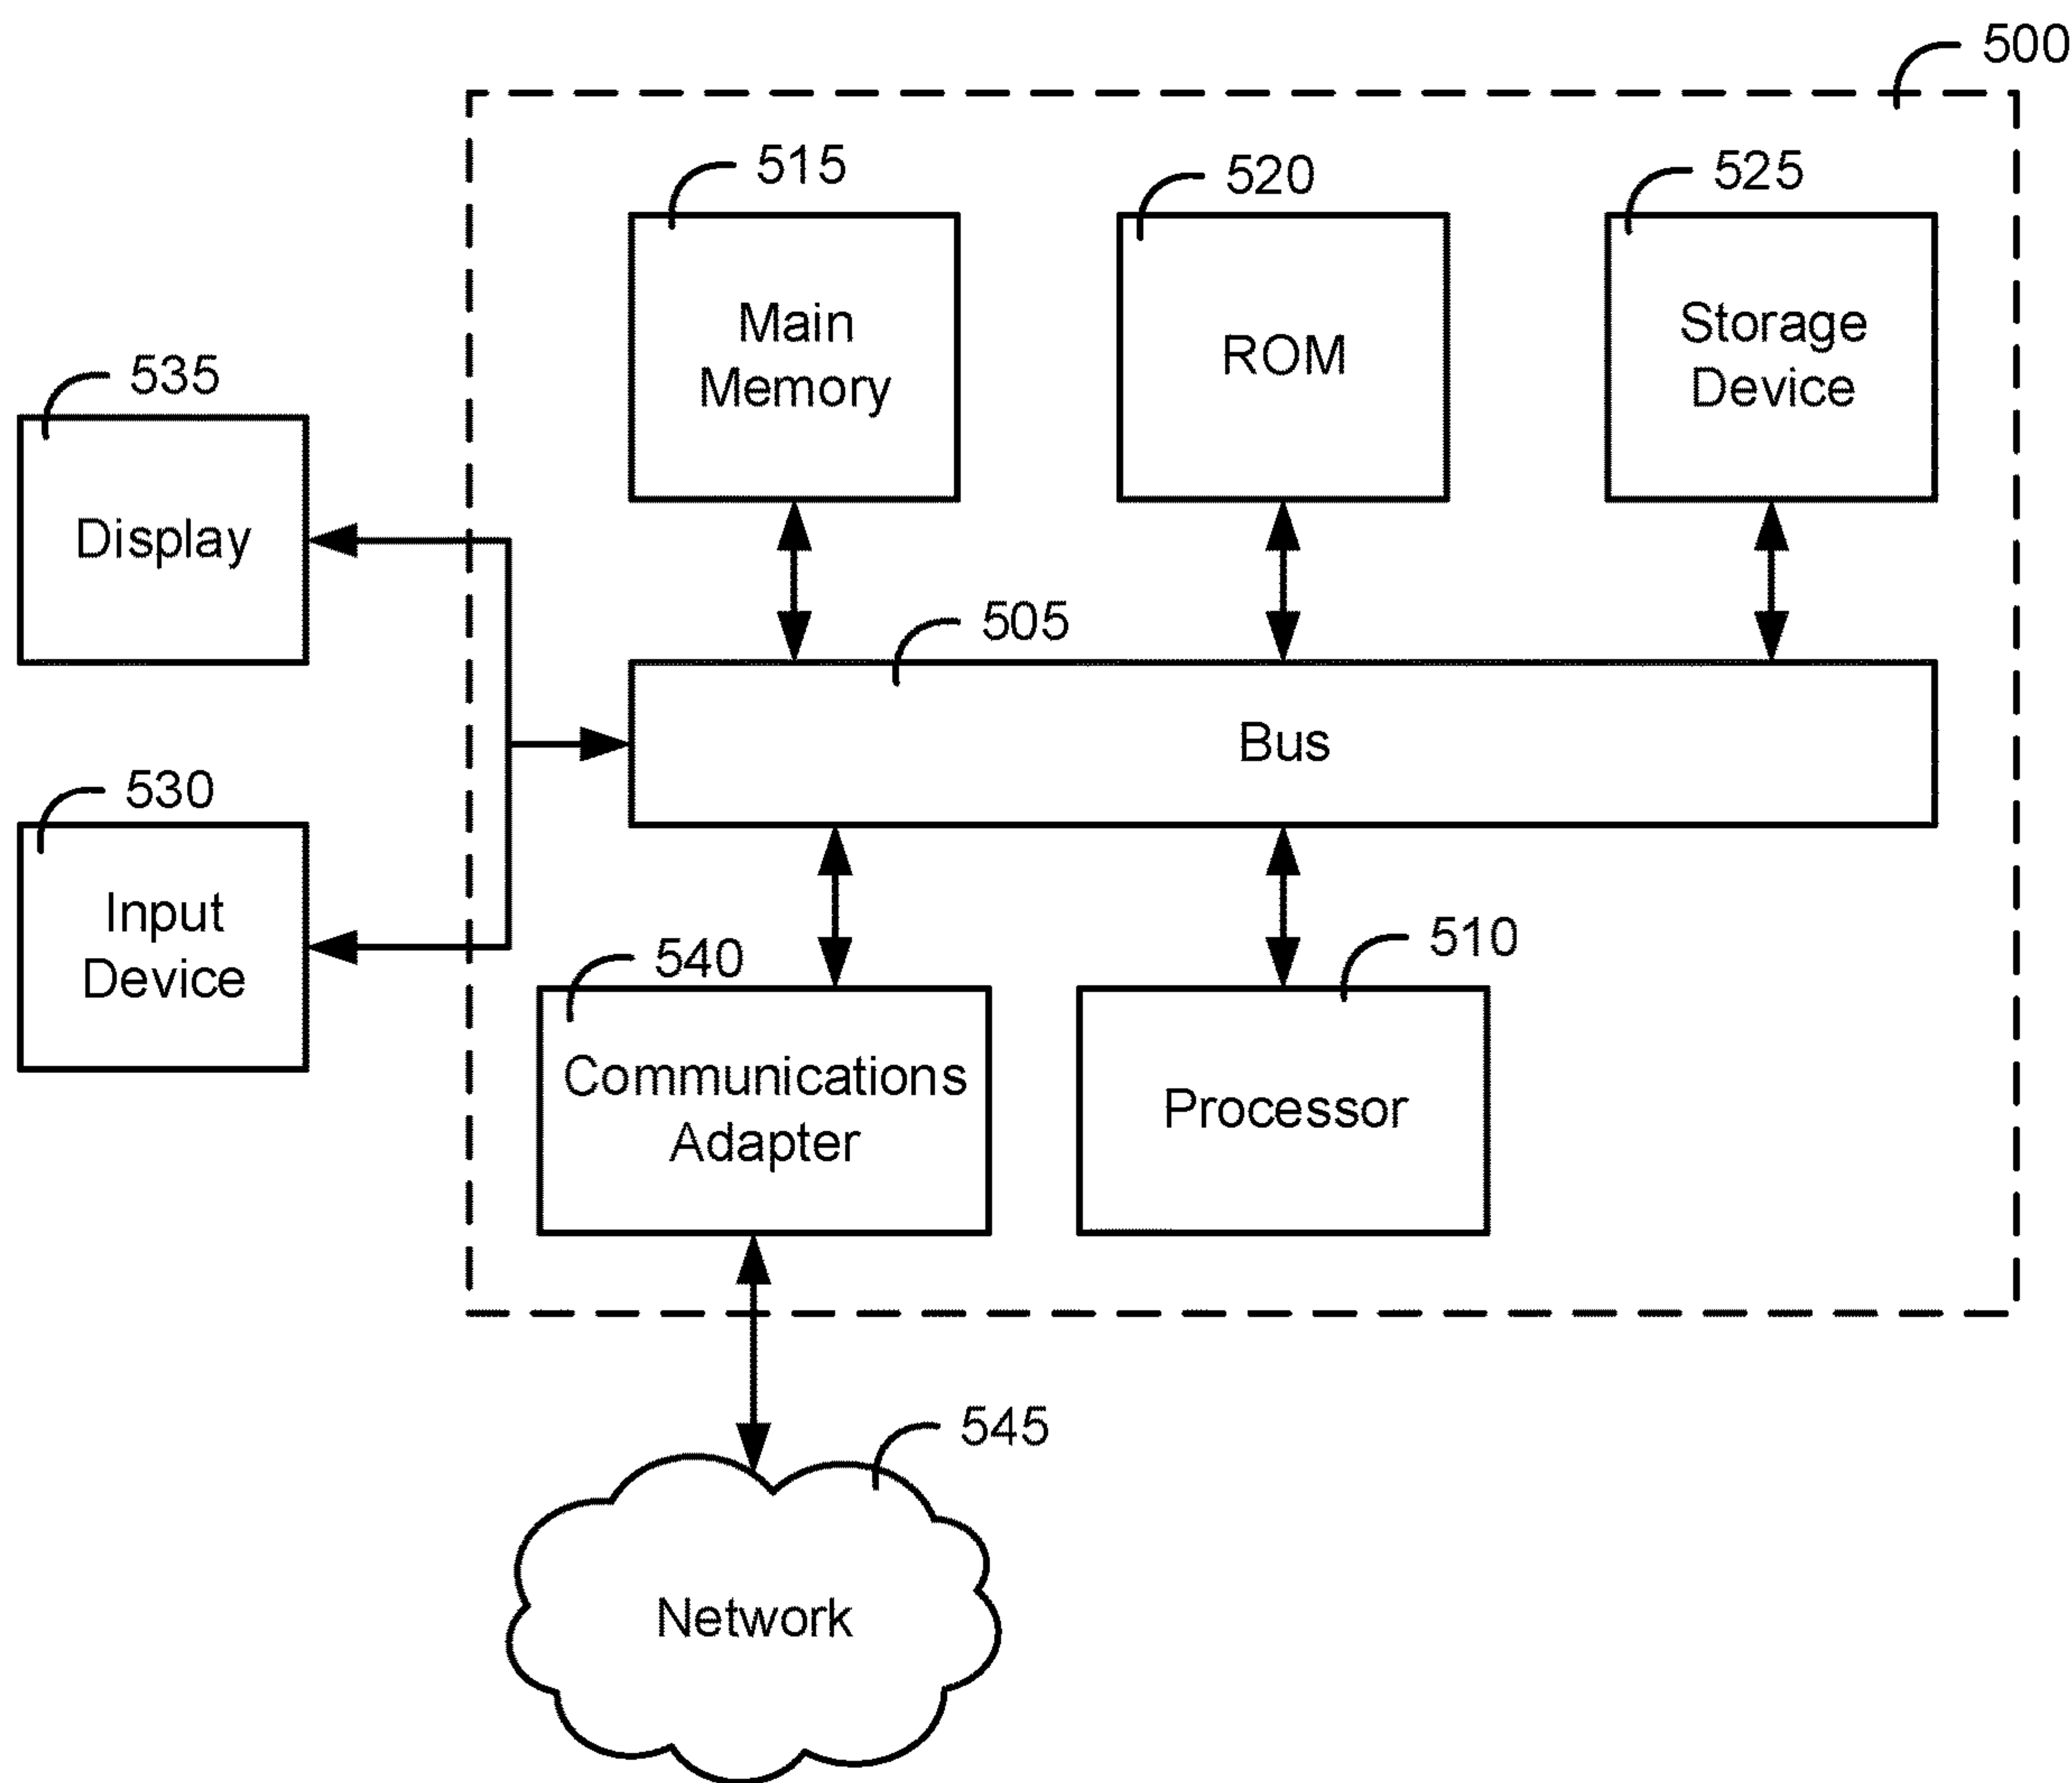 500
515
520
525
Main
Memory
ROM
Storage
Device
535
Display
505
Bus
530
Input
Device
540
510
Communications
Adapter
Processor
545
Network